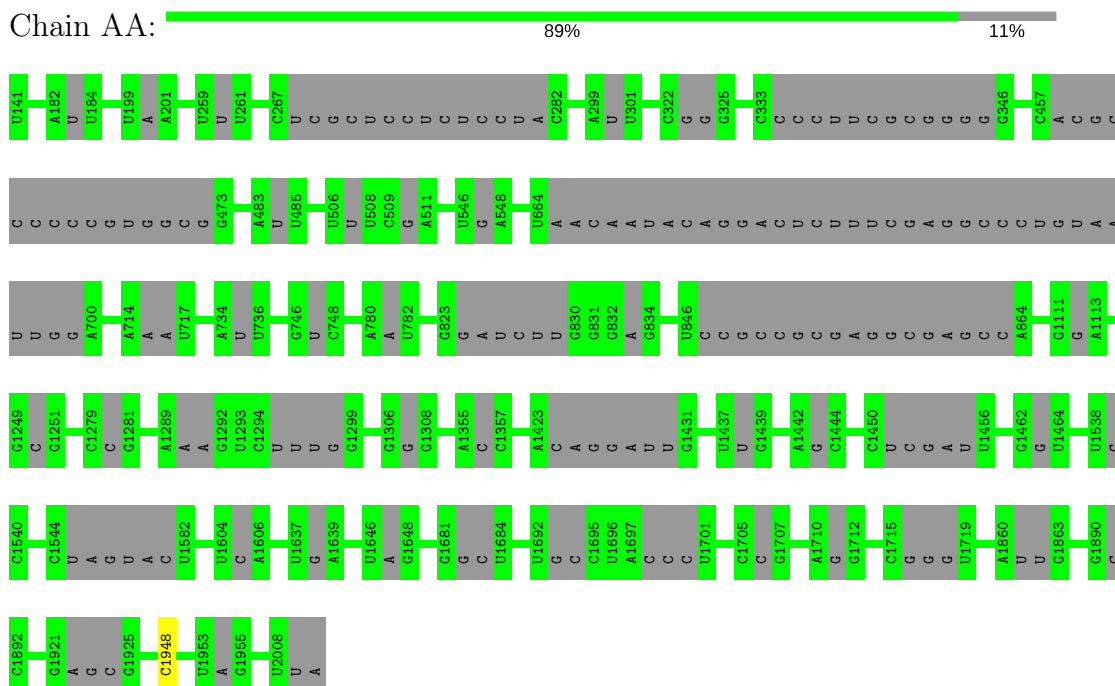 Chain AA:
89% 11%
U141 A182 U U184 U199 A A201 U259 U U261 C267 U C G C U C C U C U C C U A C282 A299 U U301 C322 G G G325 C333 C C C U U C G C G G G G G346 C457 A C G C
C C C C C G U G G C G G473 A483 U U485 U506 U U508 C509 G A511 U546 G A548 U664 A A C A A U A C A G G A C U C U U U C G A G G C C C U G U A A
U U G G A700 A714 A A U717 A734 U U736 G746 U C748 A780 A U782 G823 G A U C U U G830 G831 G832 A G834 U846 C C G C G C G A G G C G A G C C A864 G1111 G A1113
G1249 C G1251 C1279 C G1281 A1289 A A G1292 U1293 C1294 U U U G G1299 G1306 G G1308 A1355 C C1357 A1423 C A G G A U U G1431 U1437 U G1439 A1442 G C1444 C1450 U C G A U U1456 G1462 G U1464 U1538 C
C1540 C1544 U A G U A C U1582 U1604 C A1606 U1637 G A1639 U1646 A G1648 G1681 G C U1684 U1692 G C C1695 U1696 A1697 C C C U1701 C1705 C G1707 A1710 G G1712 C1715 G G G U1719 A1860 U U G1863 G1890 C
C1892 G1921 A G C G1925 C1948 U1953 A G1955 U2008 U A